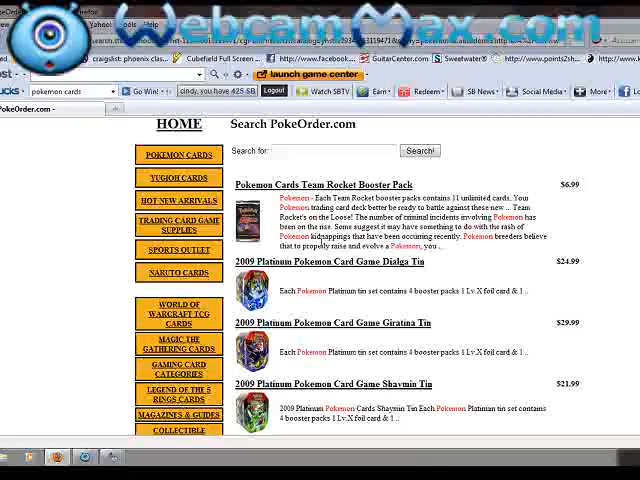 WebcamMax.com
Yahoo! Tools Help
craigslist: phoenix clas... Cubefield Full Screen http://www.facebook.... GuitarCenter.com http://www.points2sh... Sweetwater® http://www.youtube
launch game center
pokemon cards Go Win! cindy, you have 425 SB Logout Watch SBTV Earn Redeem SB News Social Media More
PokeOrder.com -
HOME
Search PokeOrder.com
Search for: Search!
POKEMON CARDS
YUGIOH CARDS
HOT NEW ARRIVALS
TRADING CARD GAME
SUPPLIES
SPORTS OUTLET
NARUTO CARDS
WORLD OF
WARCRAFT TCG
CARDS
MAGIC THE
GATHERING CARDS
GAMING CARD
CATEGORIES
LEGEND OF THE 5
RINGS CARDS
MAGAZINES & GUIDES
COLLECTIBLE
Pokemon Cards Team Rocket Booster Pack $6.99
Pokemon - Each Team Rocket booster packs contains 11 unlimited cards. Your
Pokemon trading card deck better be ready to battle against these new .. Team
Rocket's on the Loose! The number of criminal incidents involving Pokemon has
been on the rise. Some suggest it may have something to do with the rash of
Pokemon kidnappings that have been occurring recently. Pokemon breeders believe
that to properly raise and evolve a Pokemon, you ...
2009 Platinum Pokemon Card Game Dialga Tin $24.99
Each Pokemon Platinum tin set contains 4 booster packs 1 Lv.X foil card & 1 ..
2009 Platinum Pokemon Card Game Giratina Tin $29.99
Each Pokemon Platinum tin set contains 4 booster packs 1 Lv.X foil card & 1 ..
2009 Platinum Pokemon Card Game Shaymin Tin $21.99
2009 Platinum Pokemon Cards Shaymin Tin Each Pokemon Platinum tin set contains
4 booster packs 1 Lv.X foil card & 1 ..